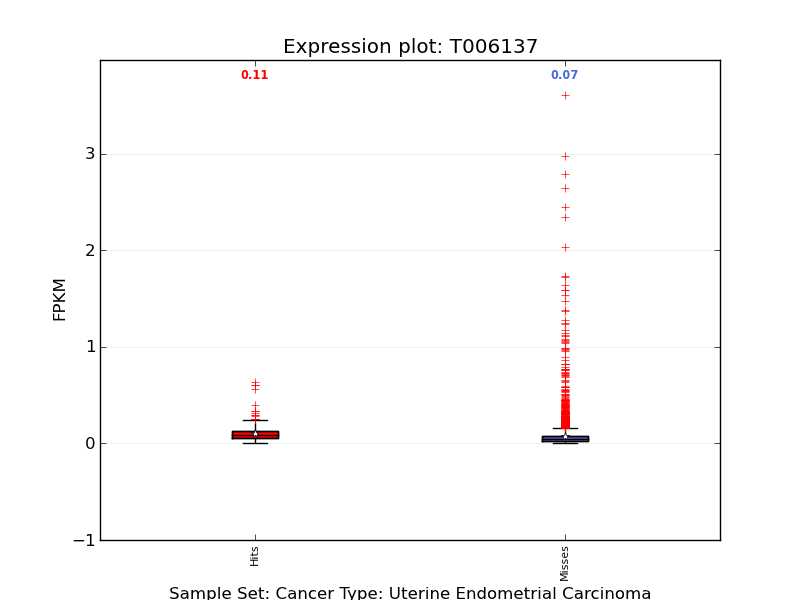 Expression plot: T006137
0.11
0.07
3
2
1
0
−1
FPKM
Hits
Misses
Sample Set: Cancer Type: Uterine Endometrial Carcinoma